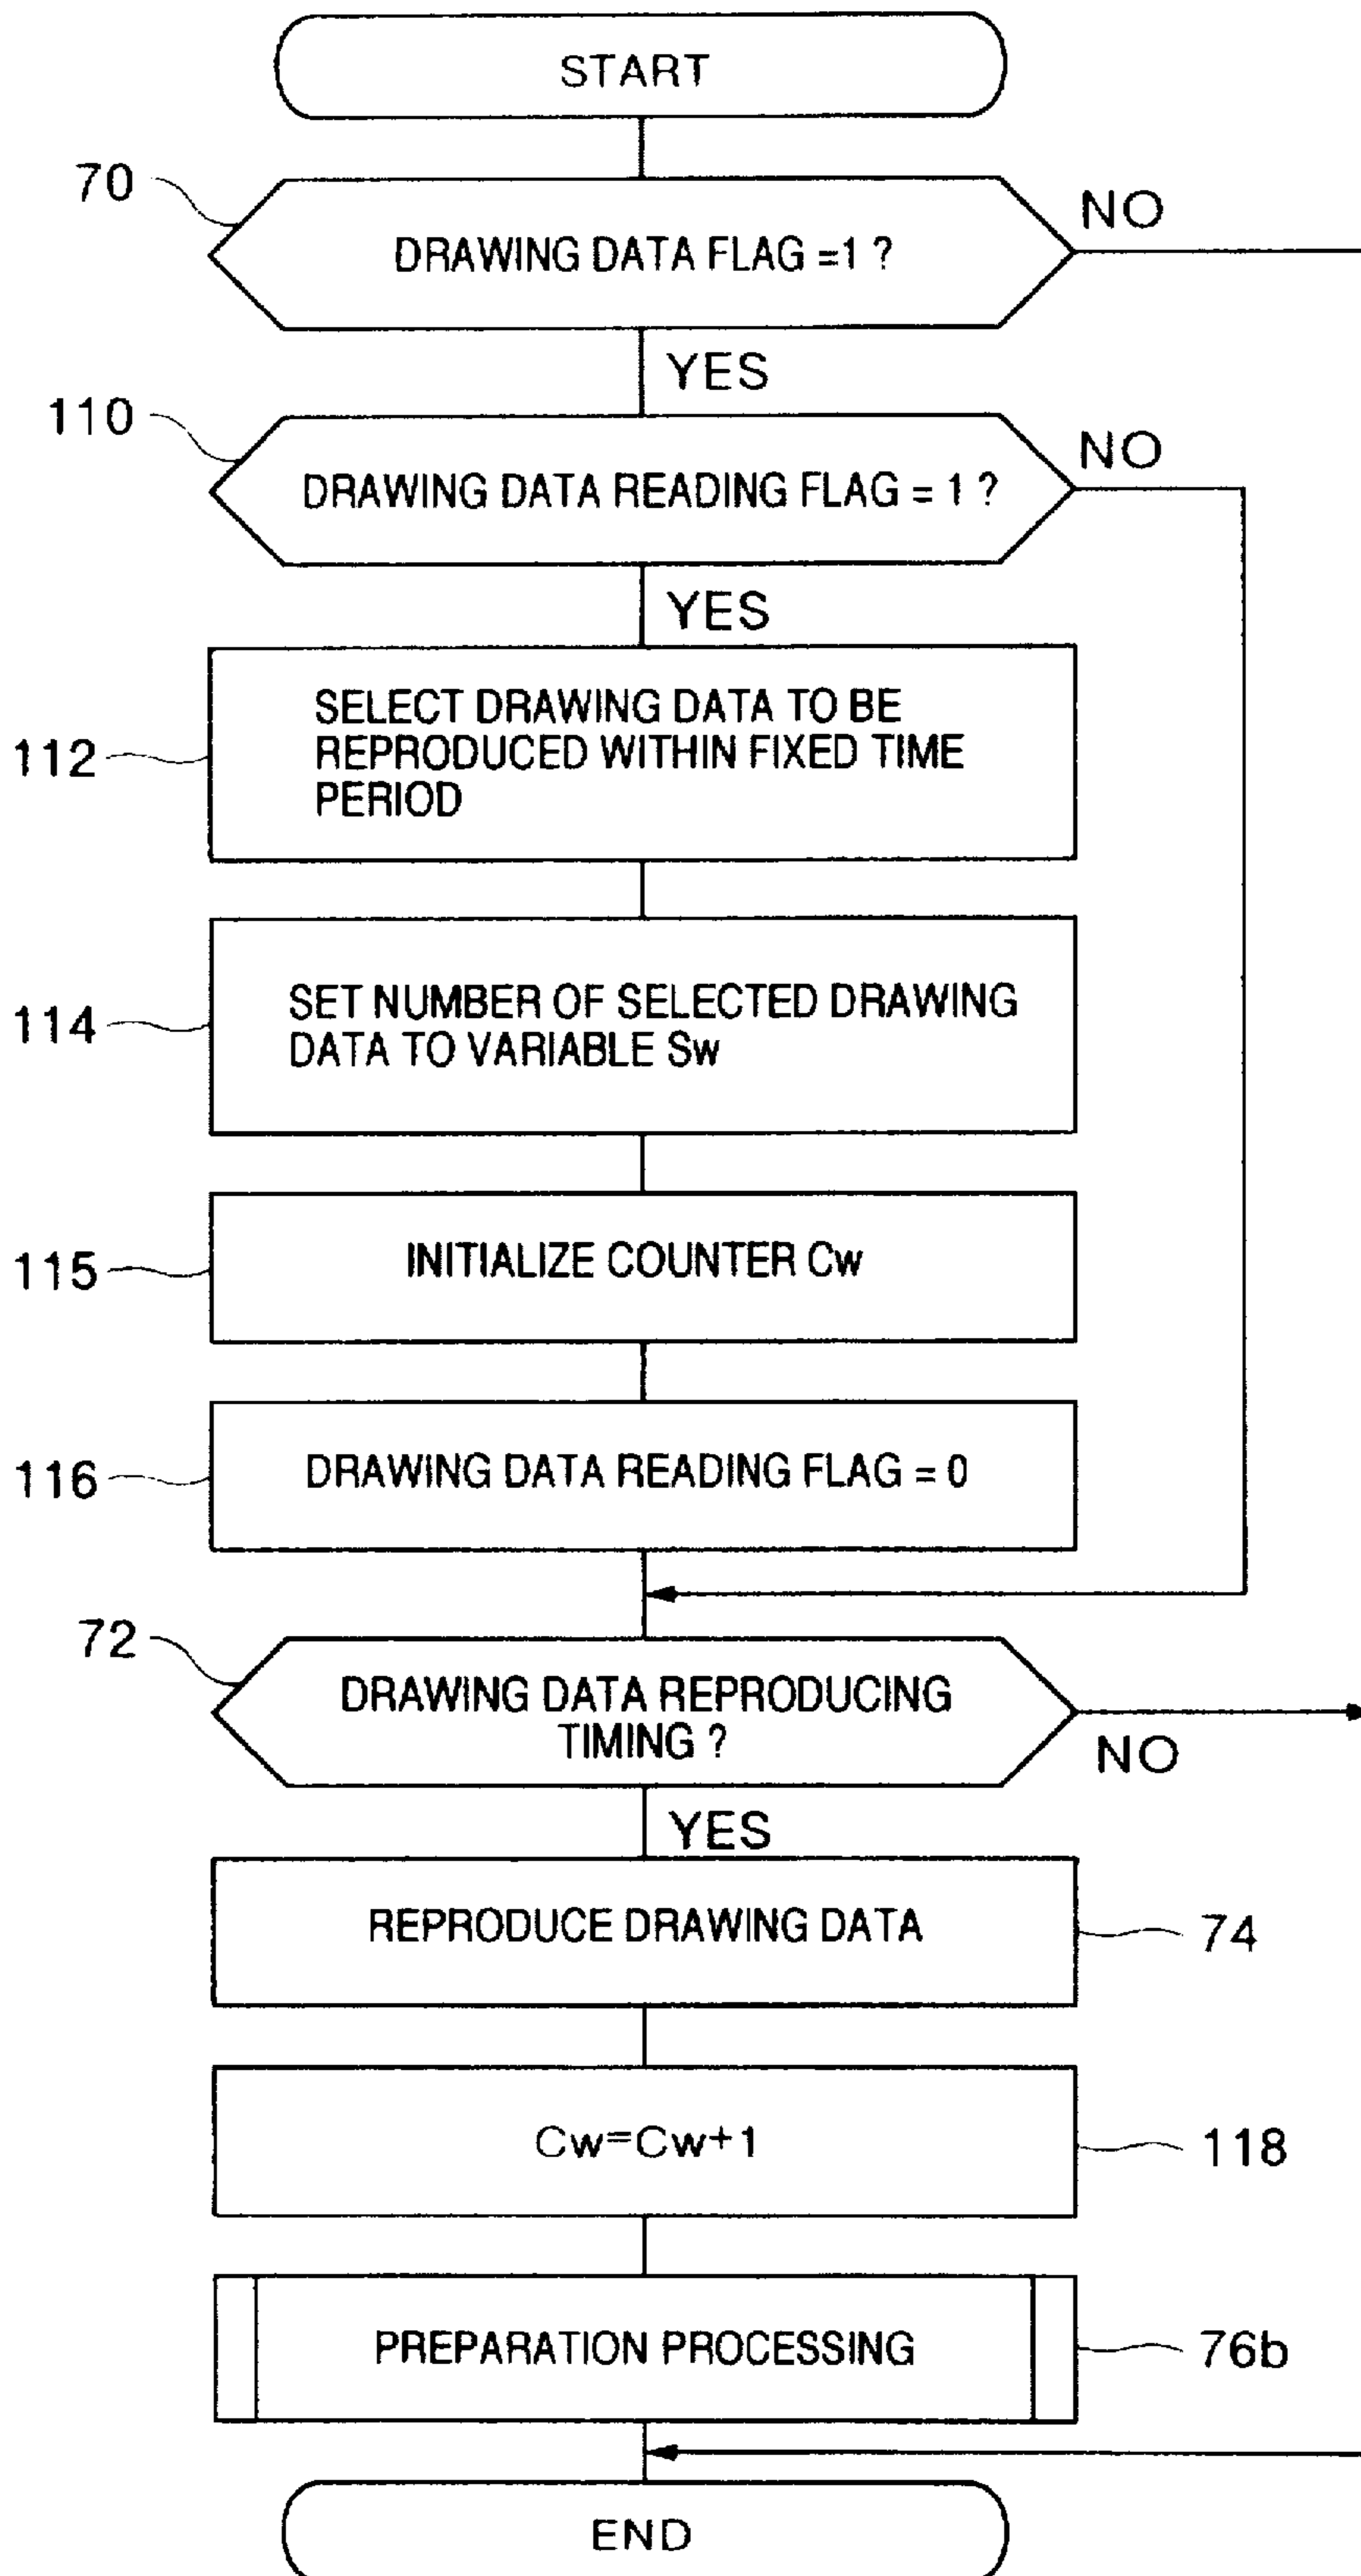 START
70
DRAWING DATA FLAG =1 ?
NO
YES
110
DRAWING DATA READING FLAG = 1 ?
NO
YES
112
SELECT DRAWING DATA TO BE
REPRODUCED WITHIN FIXED TIME
PERIOD
114
SET NUMBER OF SELECTED DRAWING
DATA TO VARIABLE Sw
115
INITIALIZE COUNTER Cw
116
DRAWING DATA READING FLAG = 0
72
DRAWING DATA REPRODUCING
TIMING ?
NO
YES
REPRODUCE DRAWING DATA
74
Cw=Cw+1
118
PREPARATION PROCESSING
76b
END